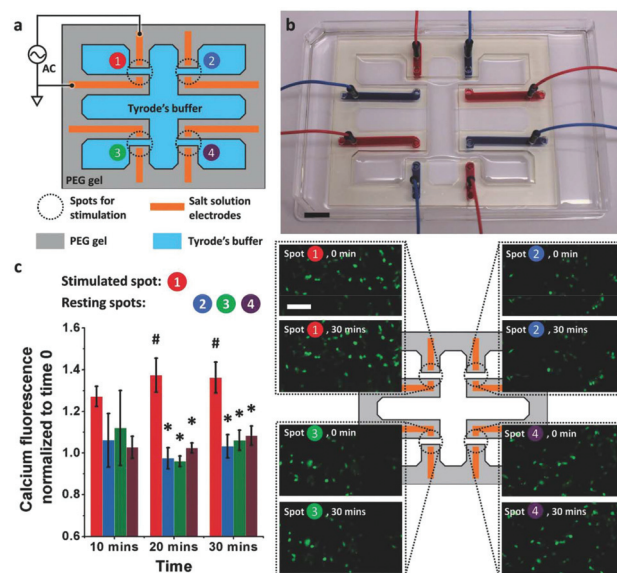 a
AC
1
2
Tyrode's buffer
3
4
PEG gel
Spots for
stimulation
Salt solution
electrodes
PEG gel
Tyrode's buffer
b
c
Stimulated spot: 1
Resting spots: 2 3 4
Calcium fluorescence
normalized to time 0
1.6
1.4
1.2
1.0
0.8
0.6
#
#
* * *
* * *
10 mins
20 mins
30 mins
Time
Spot 1, 0 min
Spot 1, 30 mins
Spot 2, 0 min
Spot 2, 30 mins
Spot 3, 0 min
Spot 3, 30 mins
Spot 4, 0 min
Spot 4, 30 mins